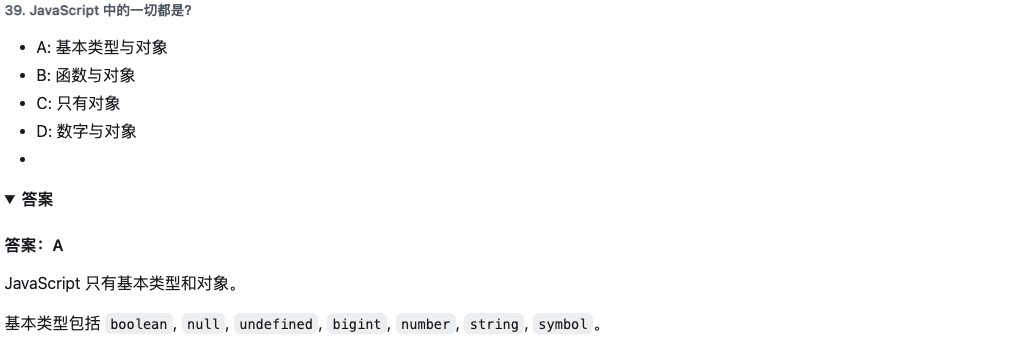 39. JavaScript 中的一切都是?
• A: 基本类型与对象
• B: 函数与对象
• C: 只有对象
• D: 数字与对象
•
▼ 答案
答案：A
JavaScript 只有基本类型和对象。
基本类型包括 boolean, null, undefined, bigint, number, string, symbol。